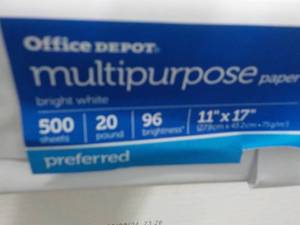 Office DEPOT
multipurpose paper
bright white
500 20 96 11" x 17"
sheets pound brightness
preferred